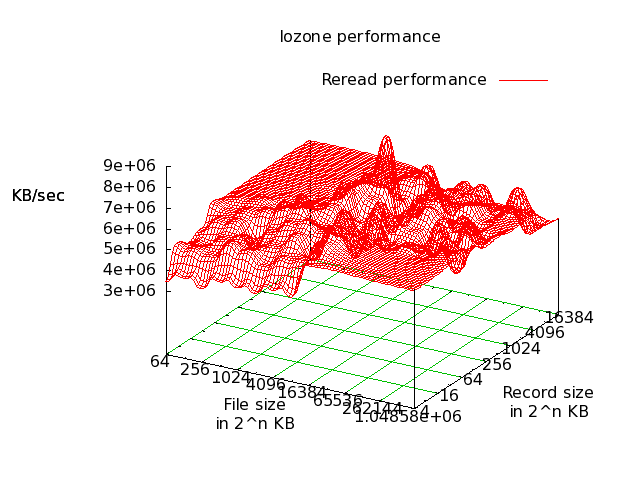 Iozone performance
Reread performance
9e+06
8e+06
KB/sec
7e+06
6e+06
5e+06
4e+06
3e+06
64
256
1024
4096
16384
65536
262144
1.04858e+06
4
16
64
256
1024
4096
16384
File size
in 2^n KB
Record size
in 2^n KB